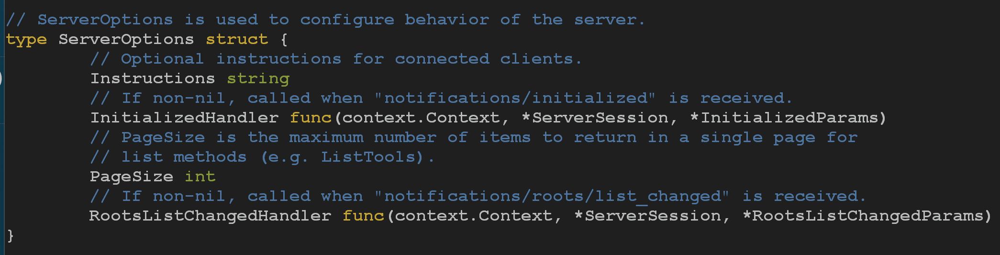 // ServerOptions is used to configure behavior of the server.
type ServerOptions struct {
        // Optional instructions for connected clients.
        Instructions string
        // If non-nil, called when "notifications/initialized" is received.
        InitializedHandler func(context.Context, *ServerSession, *InitializedParams)
        // PageSize is the maximum number of items to return in a single page for
        // list methods (e.g. ListTools).
        PageSize int
        // If non-nil, called when "notifications/roots/list_changed" is received.
        RootsListChangedHandler func(context.Context, *ServerSession, *RootsListChangedParams)
}